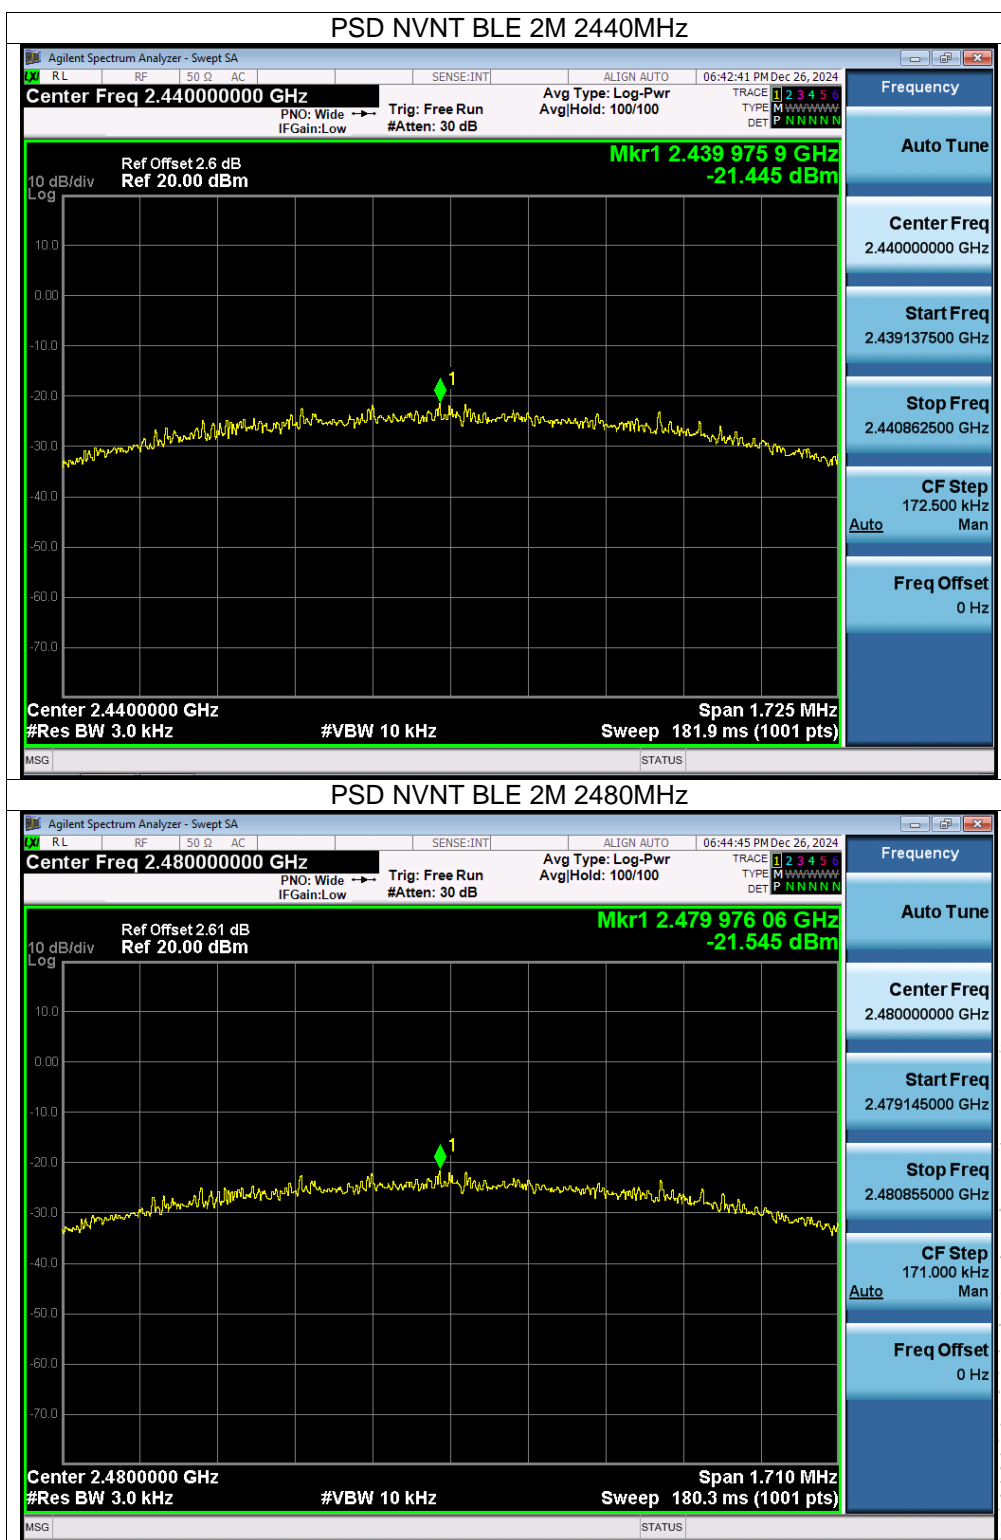 PSD NVNT BLE 2M 2440MHz
Agilent Spectrum Analyzer - Swept SA
LXI RL RF 50 Ω AC SENSE:INT ALIGN AUTO 06:42:41 PM Dec 26, 2024
Center Freq 2.440000000 GHz
PNO: Wide
IFGain:Low
Trig: Free Run
#Atten: 30 dB
Avg Type: Log-Pwr
Avg|Hold: 100/100
TRACE 1 2 3 4 5 6
TYPE M WWWWW
DET P N N N N N
Mkr1 2.439 975 9 GHz
-21.445 dBm
Ref Offset 2.6 dB
10 dB/div Ref 20.00 dBm
Log
10.0
0.00
-10.0
-20.0
-30.0
-40.0
-50.0
-60.0
-70.0
1
Center 2.4400000 GHz Span 1.725 MHz
#Res BW 3.0 kHz #VBW 10 kHz Sweep 181.9 ms (1001 pts)
MSG STATUS
Frequency
Auto Tune
Center Freq
2.440000000 GHz
Start Freq
2.439137500 GHz
Stop Freq
2.440862500 GHz
CF Step
172.500 kHz
Auto Man
Freq Offset
0 Hz
PSD NVNT BLE 2M 2480MHz
Agilent Spectrum Analyzer - Swept SA
LXI RL RF 50 Ω AC SENSE:INT ALIGN AUTO 06:44:45 PM Dec 26, 2024
Center Freq 2.480000000 GHz
PNO: Wide
IFGain:Low
Trig: Free Run
#Atten: 30 dB
Avg Type: Log-Pwr
Avg|Hold: 100/100
TRACE 1 2 3 4 5 6
TYPE M WWWWW
DET P N N N N N
Mkr1 2.479 976 06 GHz
-21.545 dBm
Ref Offset 2.61 dB
10 dB/div Ref 20.00 dBm
Log
10.0
0.00
-10.0
-20.0
-30.0
-40.0
-50.0
-60.0
-70.0
1
Center 2.4800000 GHz Span 1.710 MHz
#Res BW 3.0 kHz #VBW 10 kHz Sweep 180.3 ms (1001 pts)
MSG STATUS
Frequency
Auto Tune
Center Freq
2.480000000 GHz
Start Freq
2.479145000 GHz
Stop Freq
2.480855000 GHz
CF Step
171.000 kHz
Auto Man
Freq Offset
0 Hz